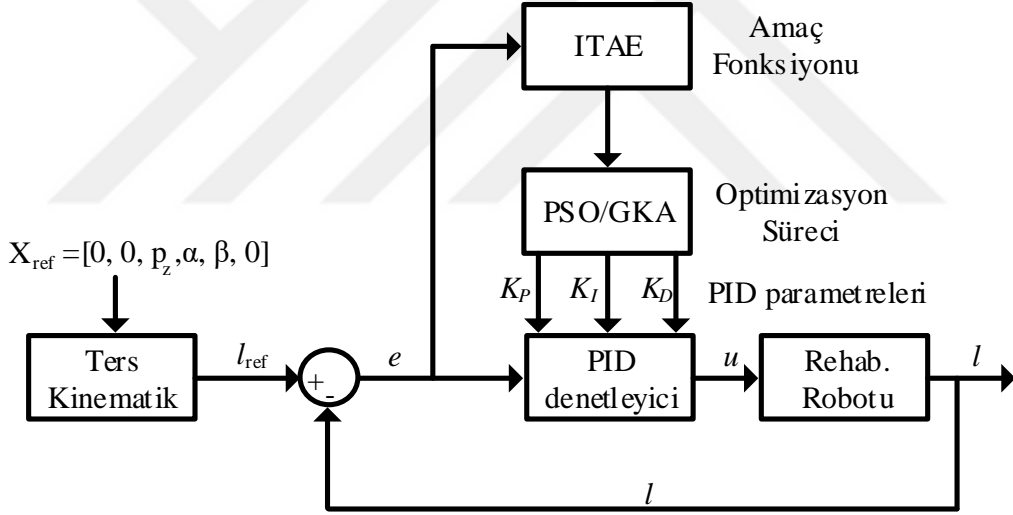 ITAE
Amaç
Fonksiyonu
PSO/GKA
Optimizasyon
Süreci
X_ref =[0, 0, p_z ,α, β, 0]
K_P
K_I
K_D
PID parametreleri
Ters
Kinematik
l_ref
+
-
e
PID
denetleyici
u
Rehab.
Robotu
l
l